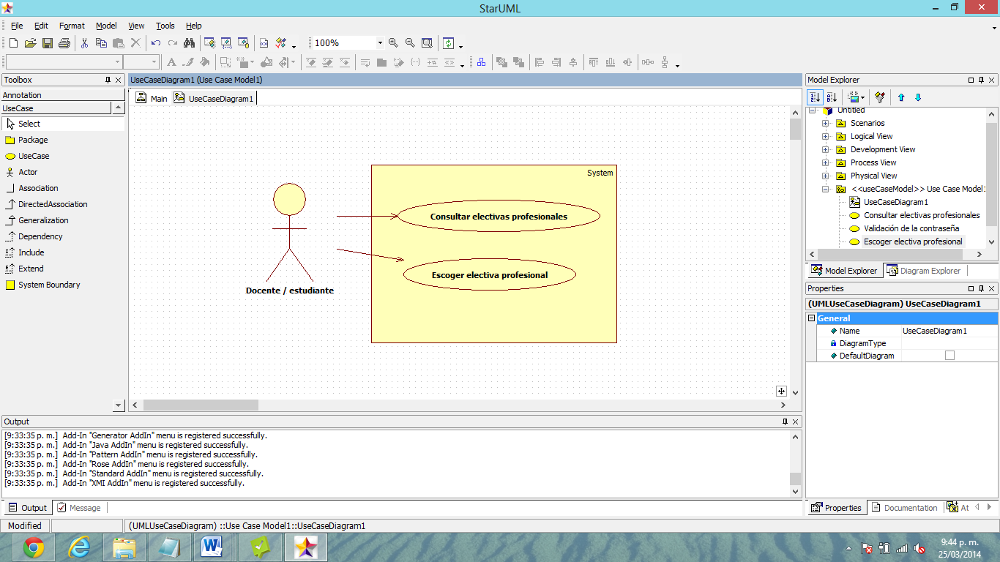 StarUML
File Edit Format Model View Tools Help
100%
Toolbox
Annotation
UseCase
Select
Package
UseCase
Actor
Association
DirectedAssociation
Generalization
Dependency
Include
Extend
System Boundary
UseCaseDiagram1 (Use Case Model1)
Main UseCaseDiagram1
System
Consultar electivas profesionales
Escoger electiva profesional
Docente / estudiante
Model Explorer
Untitled
Scenarios
Logical View
Development View
Process View
Physical View
<<useCaseModel>> Use Case Model1
UseCaseDiagram1
Consultar electivas profesionales
Validación de la contraseña
Escoger electiva profesional
Model Explorer Diagram Explorer
Properties
(UMLUseCaseDiagram) UseCaseDiagram1
General
Name UseCaseDiagram1
DiagramType
DefaultDiagram
Properties Documentation At
Output
[9:33:35 p. m.] Add-In "Generator AddIn" menu is registered successfully.
[9:33:35 p. m.] Add-In "Java AddIn" menu is registered successfully.
[9:33:35 p. m.] Add-In "Pattern AddIn" menu is registered successfully.
[9:33:35 p. m.] Add-In "Rose AddIn" menu is registered successfully.
[9:33:35 p. m.] Add-In "Standard AddIn" menu is registered successfully.
[9:33:35 p. m.] Add-In "XMI AddIn" menu is registered successfully.
Output Message
Modified
(UMLUseCaseDiagram) ::Use Case Model1::UseCaseDiagram1
9:44 p. m.
25/03/2014